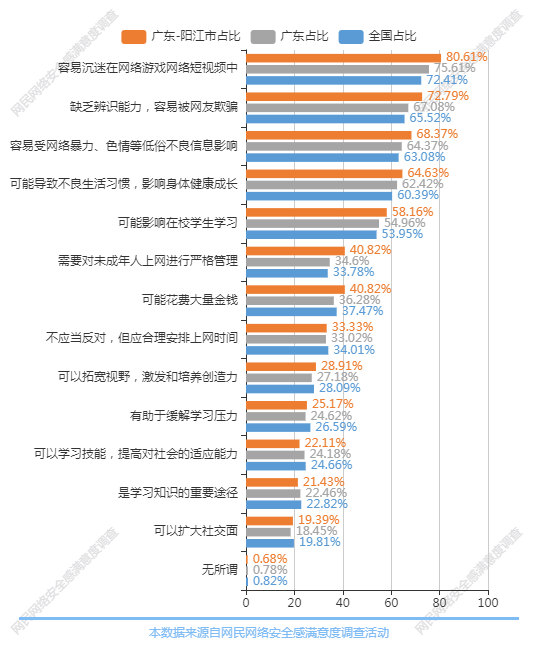 广东-阳江市占比 广东占比 全国占比
容易沉迷在网络游戏网络短视频中 80.61% 75.61% 72.41%
缺乏辨识能力，容易被网友欺骗 72.79% 67.08% 65.52%
容易受网络暴力、色情等低俗不良信息影响 68.37% 64.37% 63.08%
可能导致不良生活习惯，影响身体健康成长 64.63% 62.42% 60.39%
可能影响在校学生学习 58.16% 54.96% 53.95%
需要对未成年人上网进行严格管理 40.82% 34.6% 33.78%
可能花费大量金钱 40.82% 36.28% 37.47%
不应当反对，但应合理安排上网时间 33.33% 33.02% 34.01%
可以拓宽视野，激发和培养创造力 28.91% 27.18% 28.09%
有助于缓解学习压力 25.17% 24.62% 26.59%
可以学习技能，提高对社会的适应能力 22.11% 24.18% 24.66%
是学习知识的重要途径 21.43% 22.46% 22.82%
可以扩大社交面 19.39% 18.45% 19.81%
无所谓 0.68% 0.78% 0.82%
0 20 40 60 80 100
本数据来源自网民网络安全感满意度调查活动
网民网络安全感满意度调查
网民网络安全感满意度调查
网民网络安全感满意度调查
网民网络安全感满意度调查